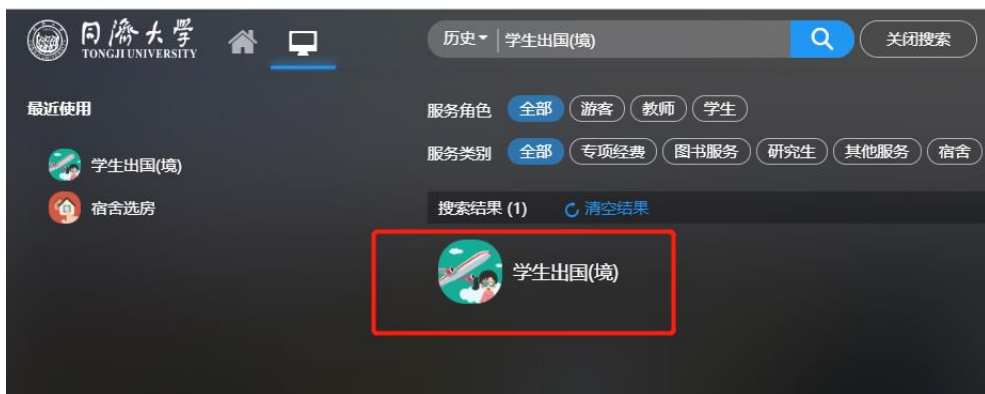 同济大学
TONGJI UNIVERSITY
历史 学生出国(境) 关闭搜索
最近使用
学生出国(境)
宿舍选房
服务角色 全部 游客 教师 学生
服务类别 全部 专项经费 图书服务 研究生 其他服务 宿舍
搜索结果 (1) 清空结果
学生出国(境)